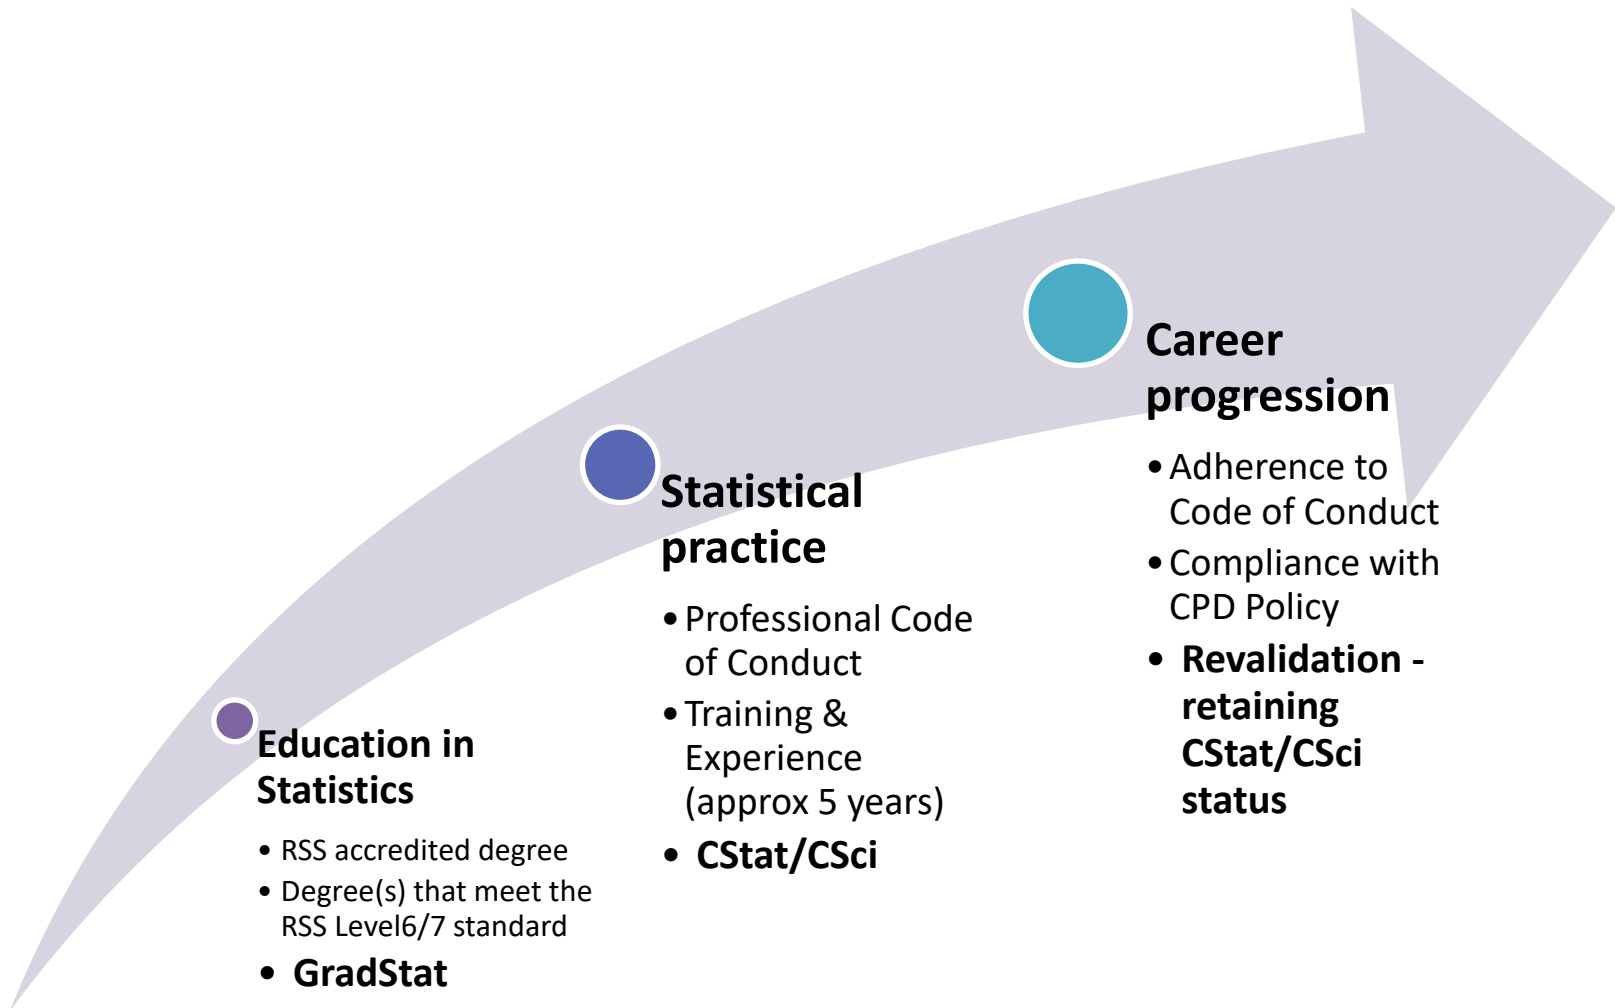 Education in
Statistics
• RSS accredited degree
• Degree(s) that meet the
RSS Level6/7 standard
• GradStat
Statistical
practice
• Professional Code
of Conduct
• Training &
Experience
(approx 5 years)
• CStat/CSci
Career
progression
• Adherence to
Code of Conduct
• Compliance with
CPD Policy
• Revalidation -
retaining
CStat/CSci
status